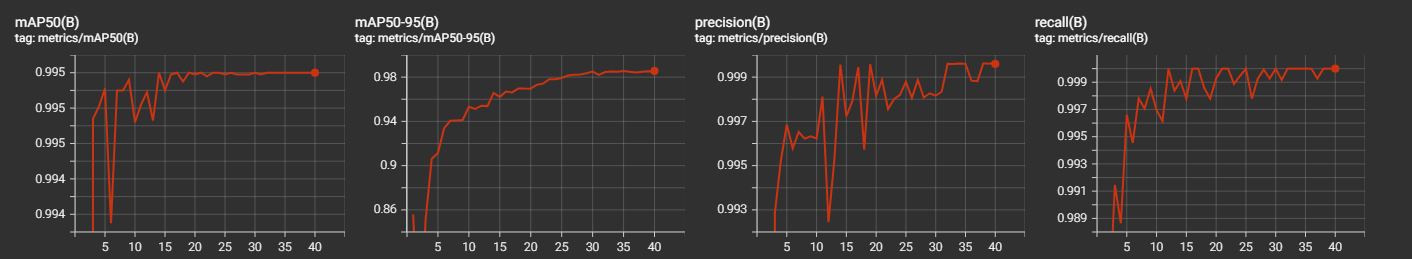 mAP50(B)
tag: metrics/mAP50(B)
0.995
0.995
0.995
0.994
0.994
5 10 15 20 25 30 35 40
mAP50-95(B)
tag: metrics/mAP50-95(B)
0.98
0.94
0.9
0.86
5 10 15 20 25 30 35 40
precision(B)
tag: metrics/precision(B)
0.999
0.997
0.995
0.993
5 10 15 20 25 30 35 40
recall(B)
tag: metrics/recall(B)
0.999
0.997
0.995
0.993
0.991
0.989
5 10 15 20 25 30 35 40